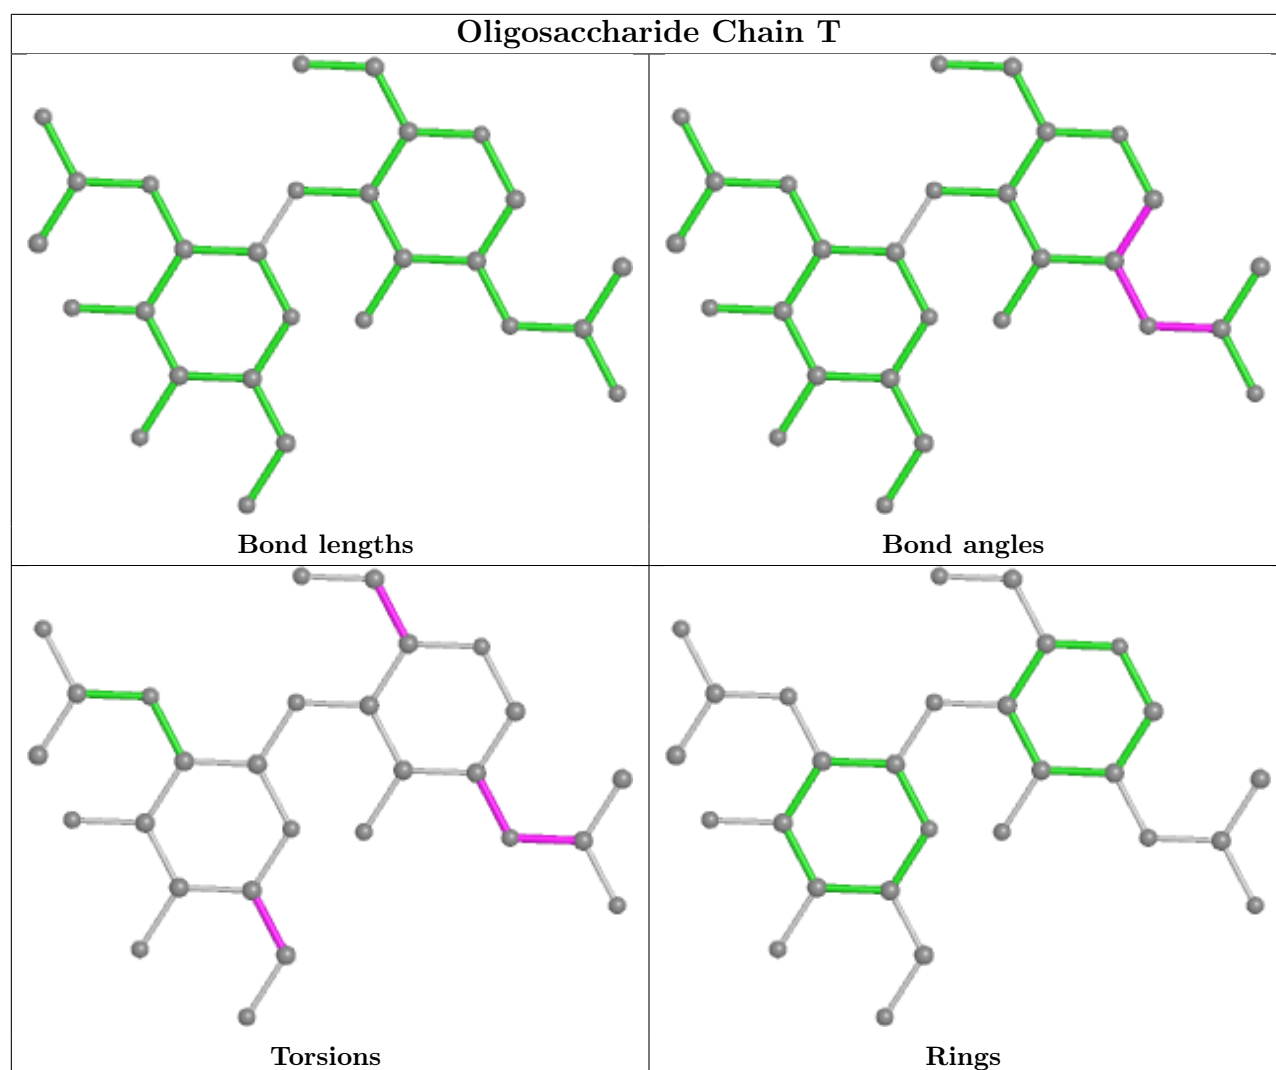 Oligosaccharide Chain T
Bond lengths
Bond angles
Torsions
Rings